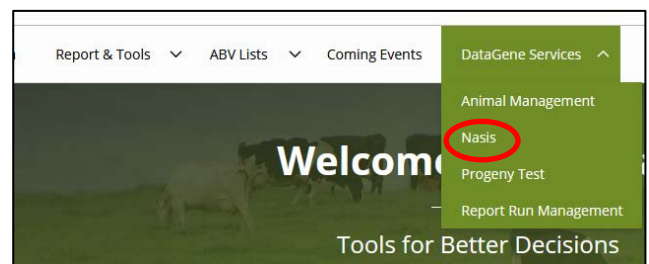 Report & Tools ABV Lists Coming Events DataGene Services
Animal Management
Nasis
Progeny Test
Report Run Management
Welcome
Tools for Better Decisions